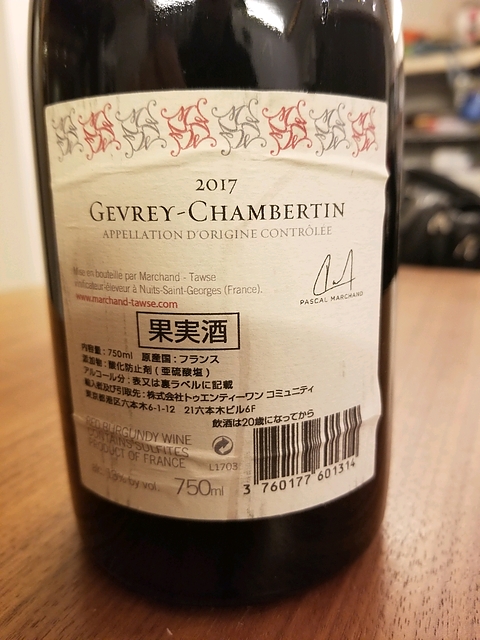 2017
GEVREY-CHAMBERTIN
APPELLATION D'ORIGINE CONTRÔLÉE
Mise en bouteille par Marchand - Tawse
vinificateur-éleveur à Nuits-Saint-Georges (France).
www.marchand-tawse.com
PASCAL MARCHAND
果実酒
内容量：750ml 原産国：フランス
添加物：酸化防止剤（亜硫酸塩）
アルコール分：表又は裏ラベルに記載
輸入者及び引取先：株式会社トゥエンティーワン コミュニティ
東京都港区六本木6-1-12 21六本木ビル6F
飲酒は20歳になってから
RED BURGUNDY WINE
CONTAINS SULFITES
PRODUCT OF FRANCE
L1703
by vol.
750ml
3 760177 601314